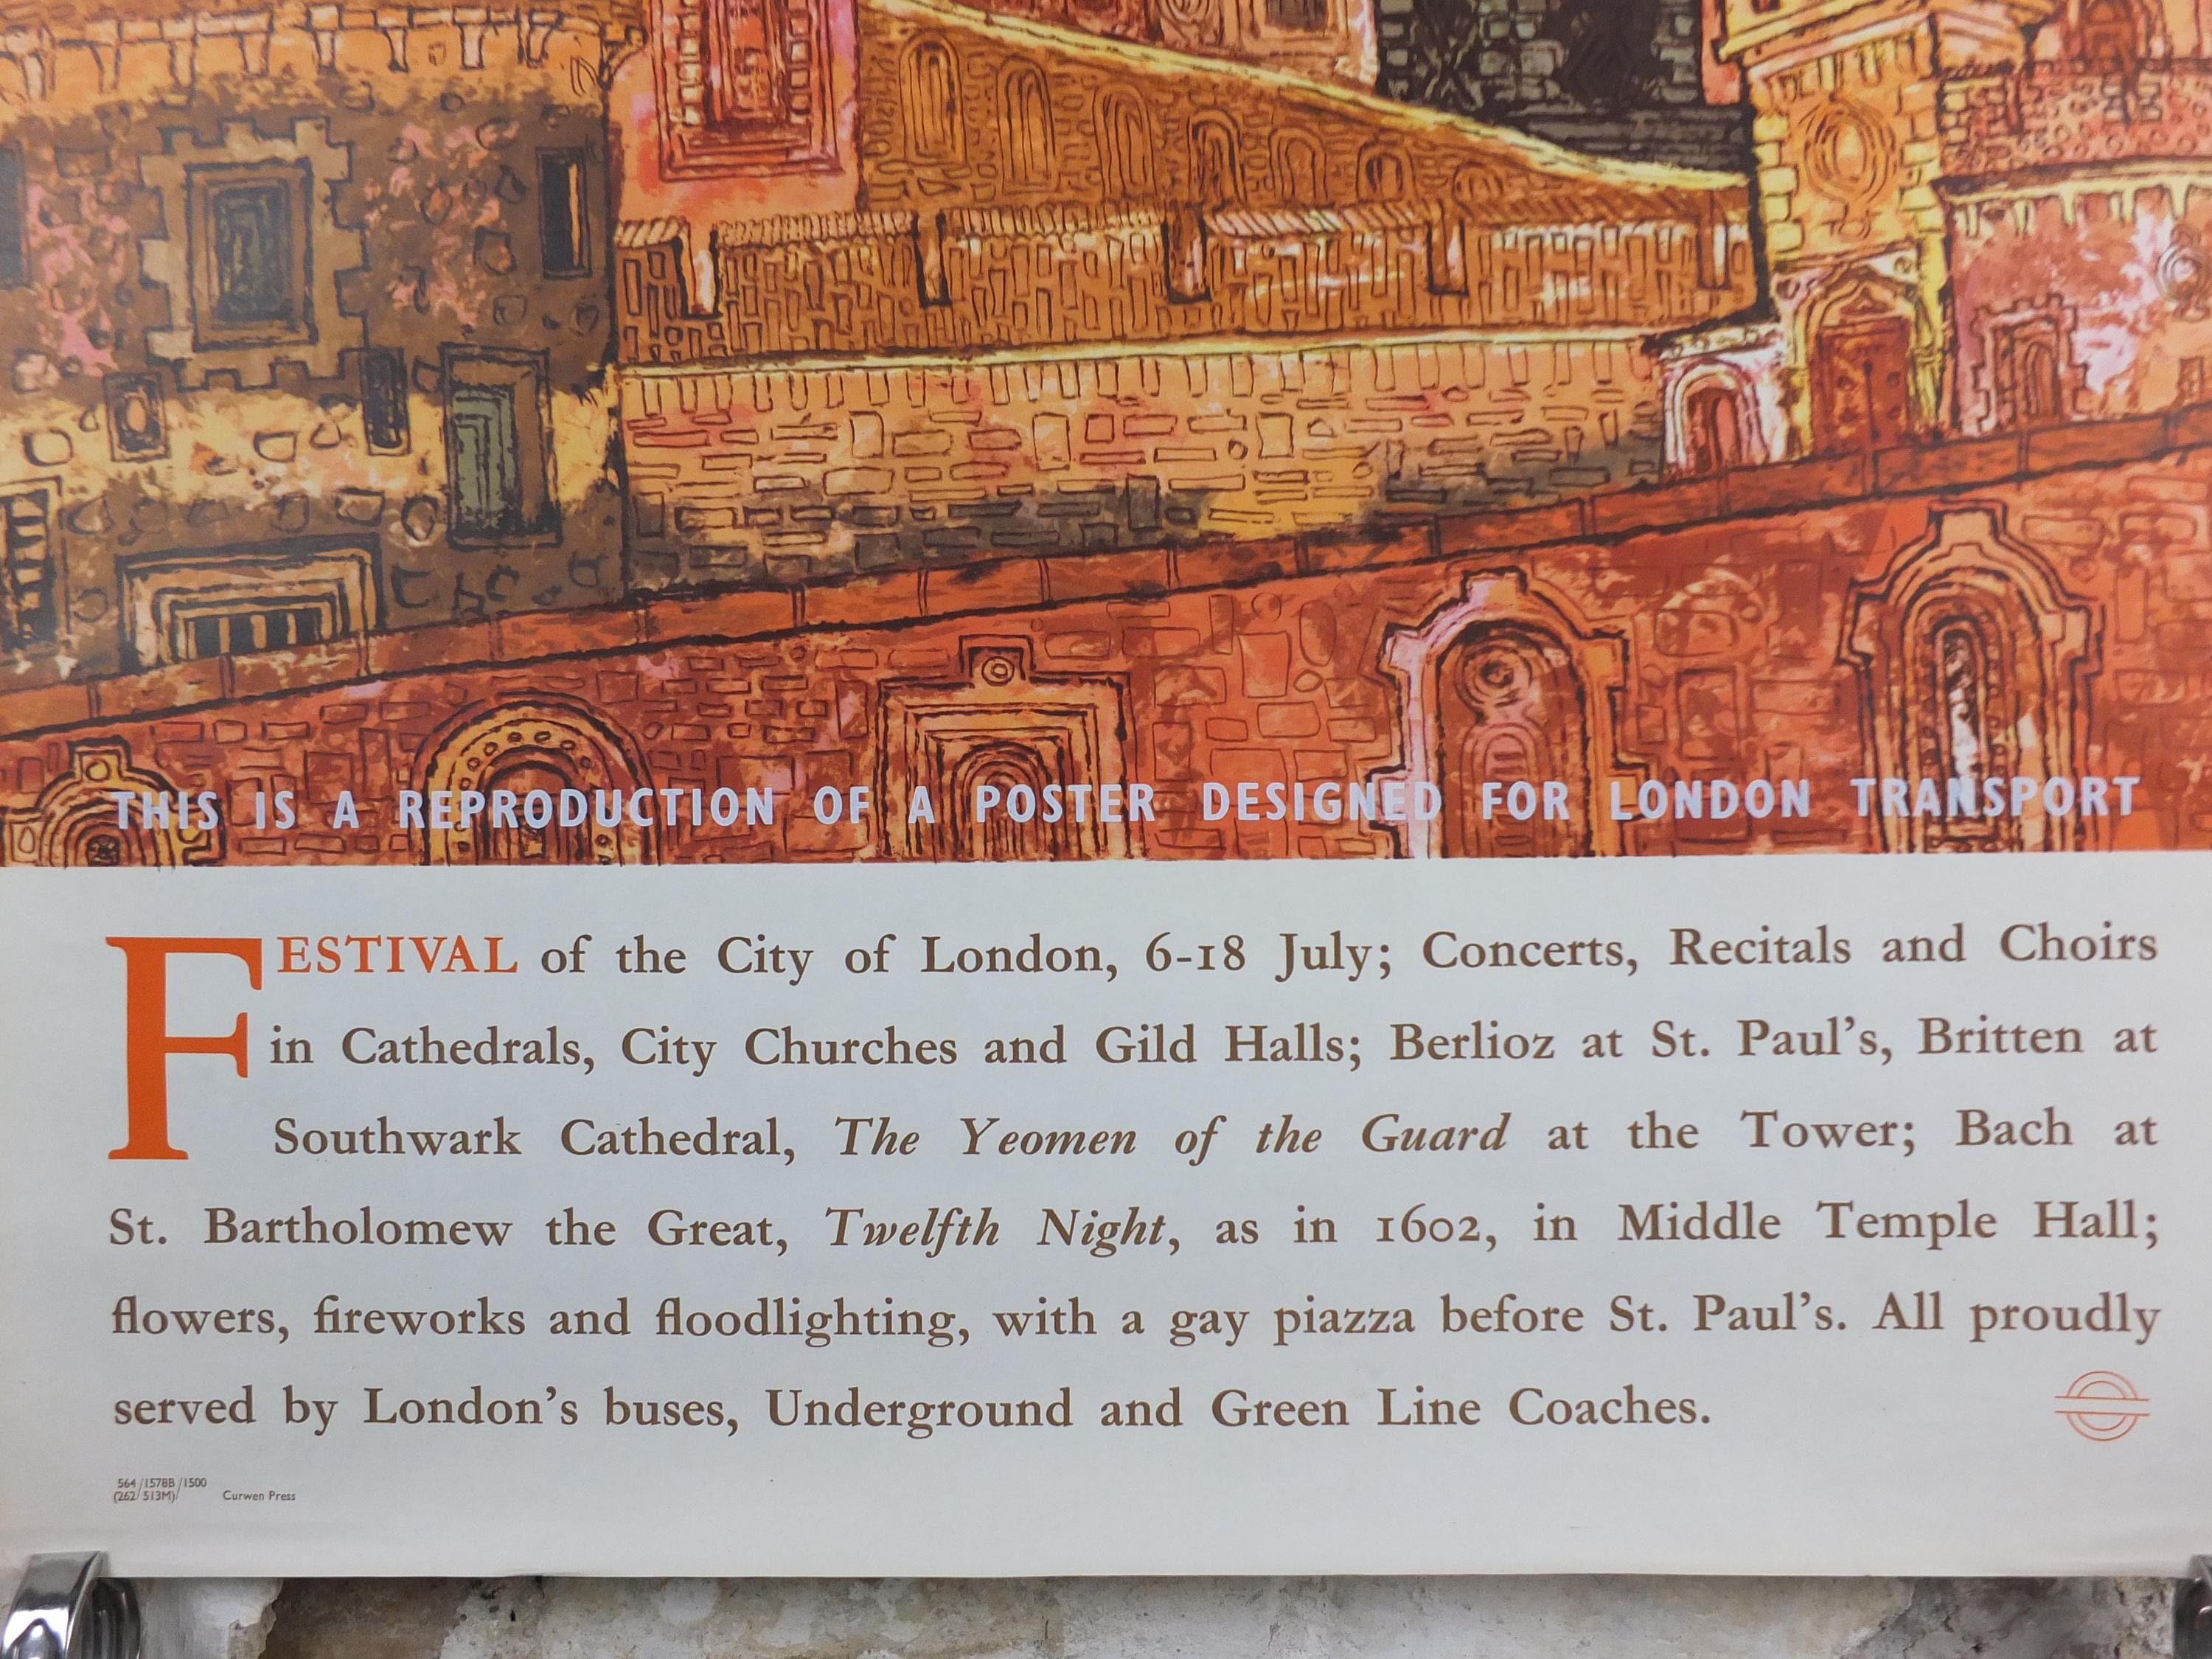 THIS IS A REPRODUCTION OF A POSTER DESIGNED FOR LONDON TRANSPORT
FESTIVAL of the City of London, 6-18 July; Concerts, Recitals and Choirs
in Cathedrals, City Churches and Gild Halls; Berlioz at St. Paul's, Britten at
Southwark Cathedral, The Yeomen of the Guard at the Tower; Bach at
St. Bartholomew the Great, Twelfth Night, as in 1602, in Middle Temple Hall;
flowers, fireworks and floodlighting, with a gay piazza before St. Paul's. All proudly
served by London's buses, Underground and Green Line Coaches.
564/1578B/1500
(262/513M) Curwen Press